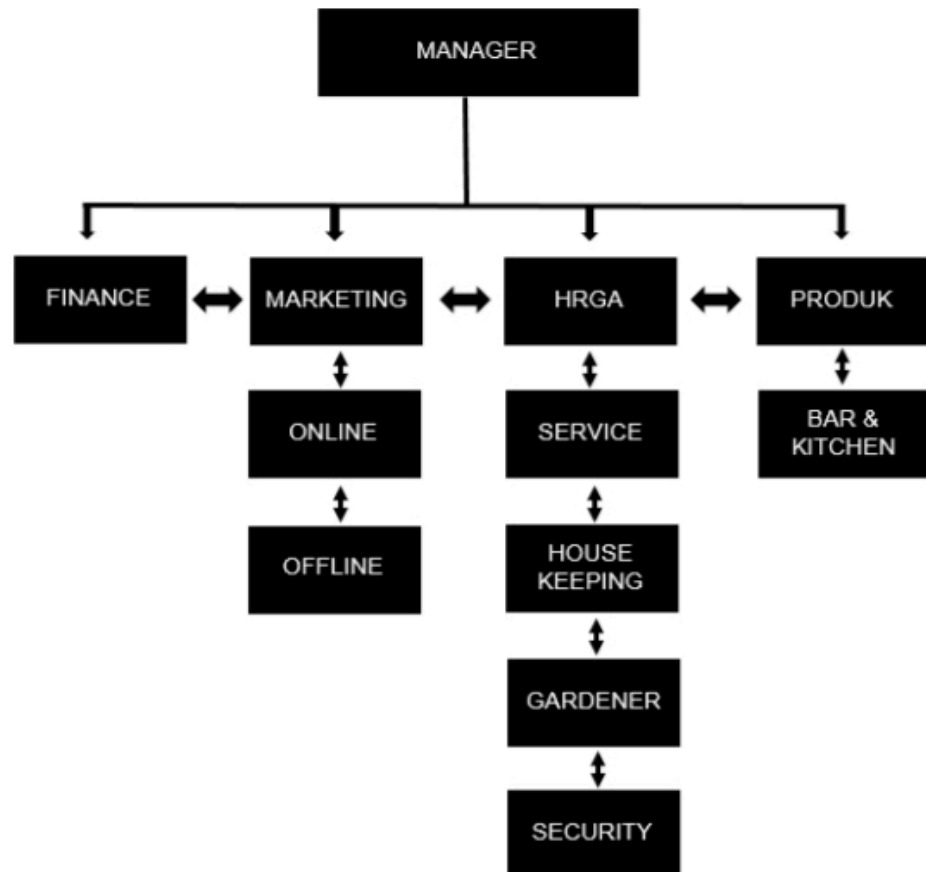 MANAGER
FINANCE
MARKETING
HRGA
PRODUK
ONLINE
SERVICE
BAR &
KITCHEN
OFFLINE
HOUSE
KEEPING
GARDENER
SECURITY